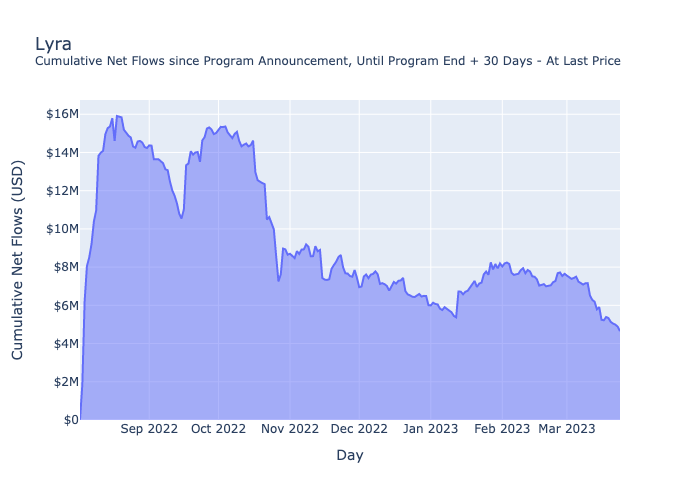 Lyra
Cumulative Net Flows since Program Announcement, Until Program End + 30 Days - At Last Price
Cumulative Net Flows (USD)
$16M
$14M
$12M
$10M
$8M
$6M
$4M
$2M
$0
Sep 2022 Oct 2022 Nov 2022 Dec 2022 Jan 2023 Feb 2023 Mar 2023
Day